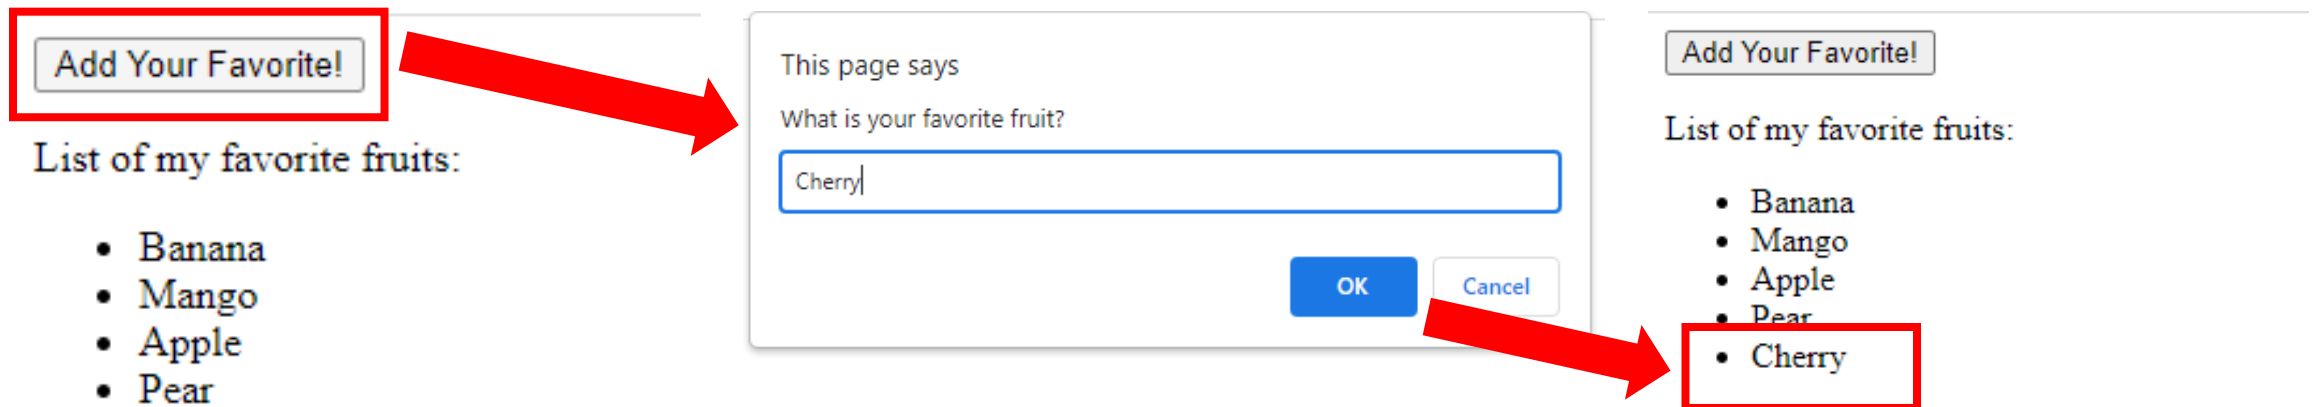 Add Your Favorite!
List of my favorite fruits:
• Banana
• Mango
• Apple
• Pear
This page says
What is your favorite fruit?
Cherry
OK Cancel
Add Your Favorite!
List of my favorite fruits:
• Banana
• Mango
• Apple
• Pear
• Cherry